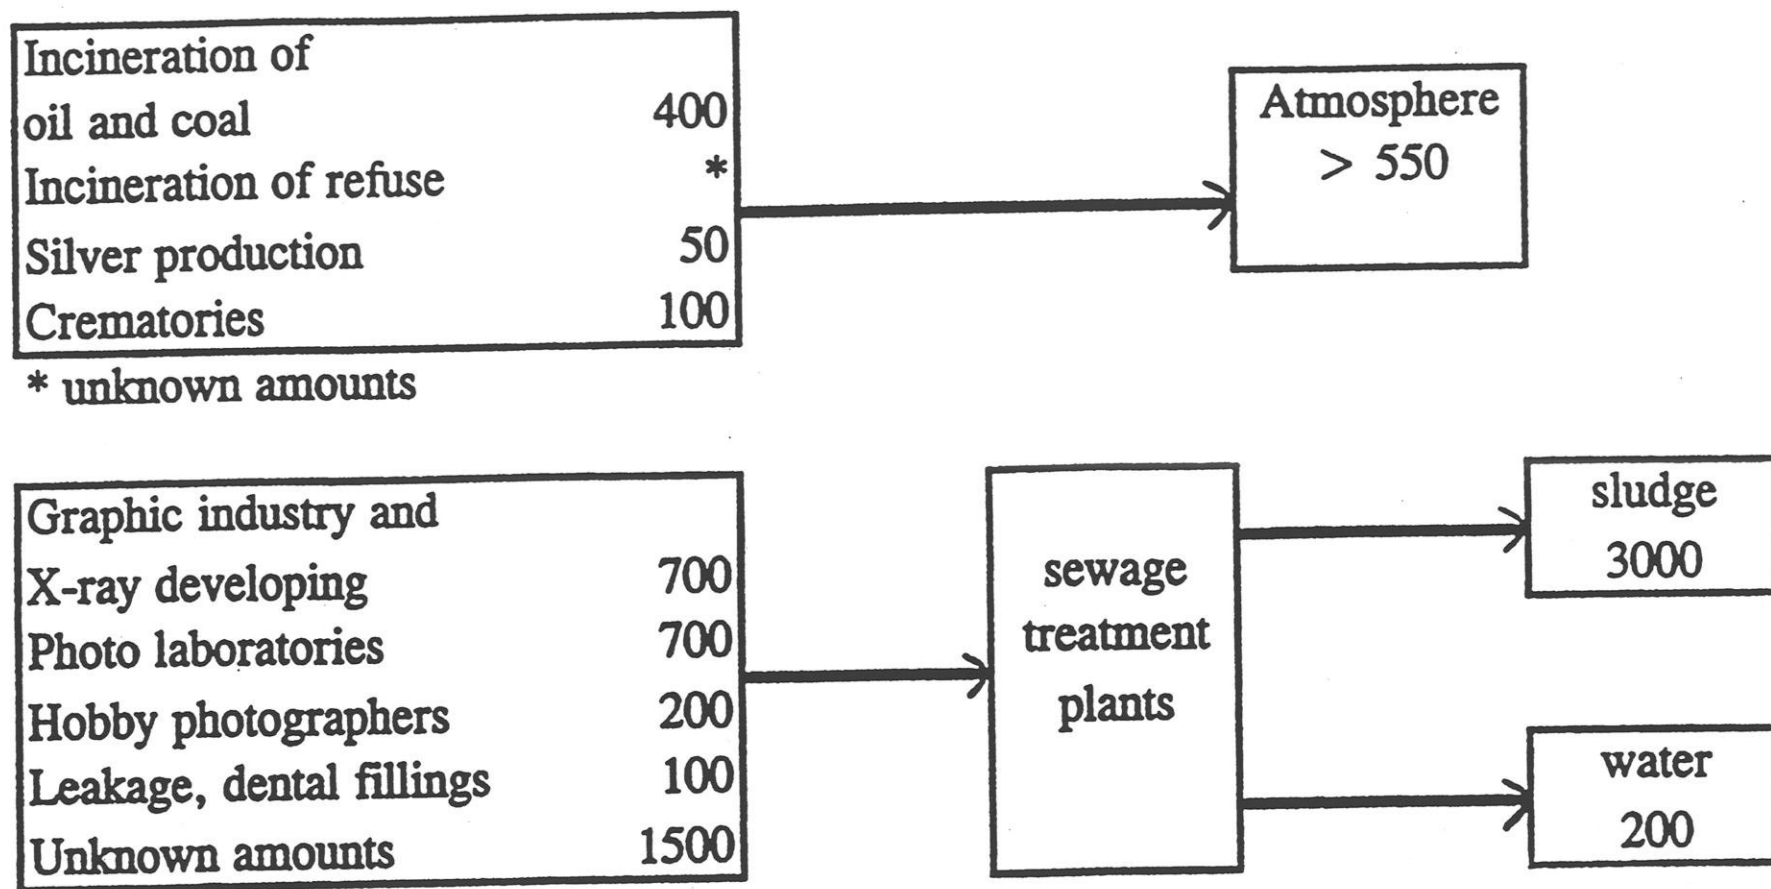 Incineration of
oil and coal 400
Incineration of refuse *
Silver production 50
Crematories 100
* unknown amounts
Atmosphere
> 550
Graphic industry and
X-ray developing 700
Photo laboratories 700
Hobby photographers 200
Leakage, dental fillings 100
Unknown amounts 1500
sewage
treatment
plants
sludge
3000
water
200